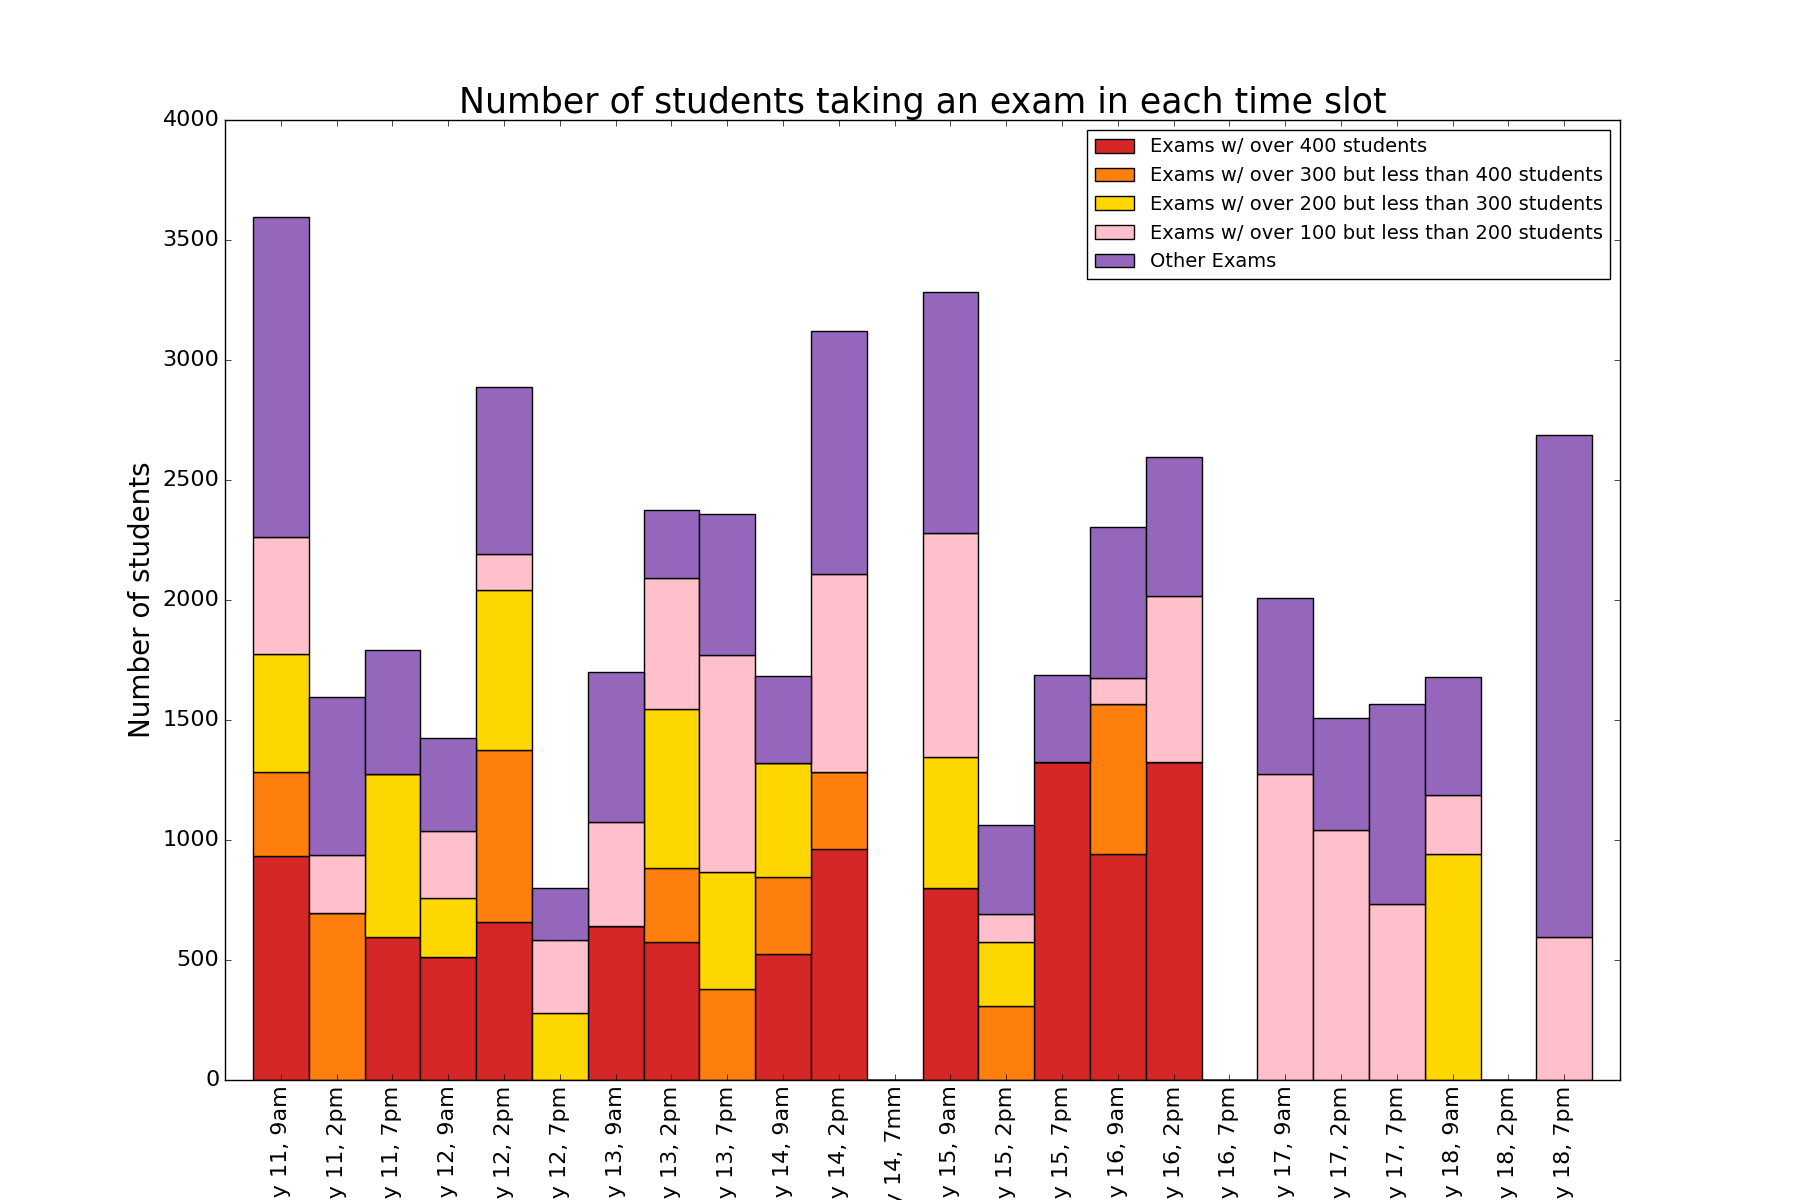 Number of students taking an exam in each time slot
Number of students
4000
3500
3000
2500
2000
1500
1000
500
0
Exams w/ over 400 students
Exams w/ over 300 but less than 400 students
Exams w/ over 200 but less than 300 students
Exams w/ over 100 but less than 200 students
Other Exams
y 11, 9am
y 11, 2pm
y 11, 7pm
y 12, 9am
y 12, 2pm
y 12, 7pm
y 13, 9am
y 13, 2pm
y 13, 7pm
y 14, 9am
y 14, 2pm
y 14, 7mm
y 15, 9am
y 15, 2pm
y 15, 7pm
y 16, 9am
y 16, 2pm
y 16, 7pm
y 17, 9am
y 17, 2pm
y 17, 7pm
y 18, 9am
y 18, 2pm
y 18, 7pm